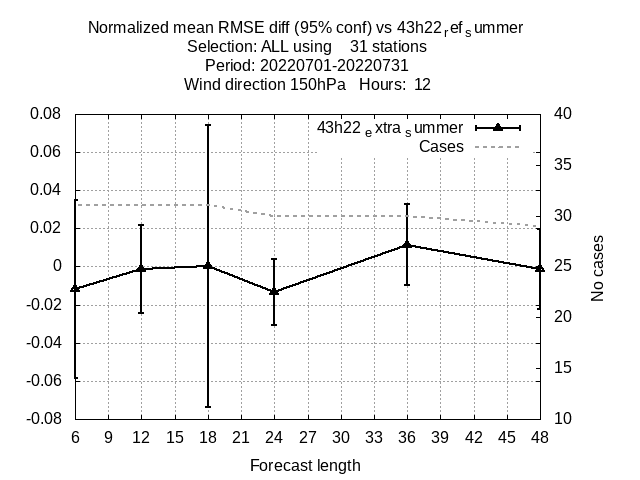 Normalized mean RMSE diff (95% conf) vs 43h22refsummer
Selection: ALL using 31 stations
Period: 20220701-20220731
Wind direction 150hPa Hours: 12
43h22extrasummer
Cases
0.08
0.06
0.04
0.02
0
-0.02
-0.04
-0.06
-0.08
40
35
30
25
20
15
10
No cases
6 9 12 15 18 21 24 27 30 33 36 39 42 45 48
Forecast length